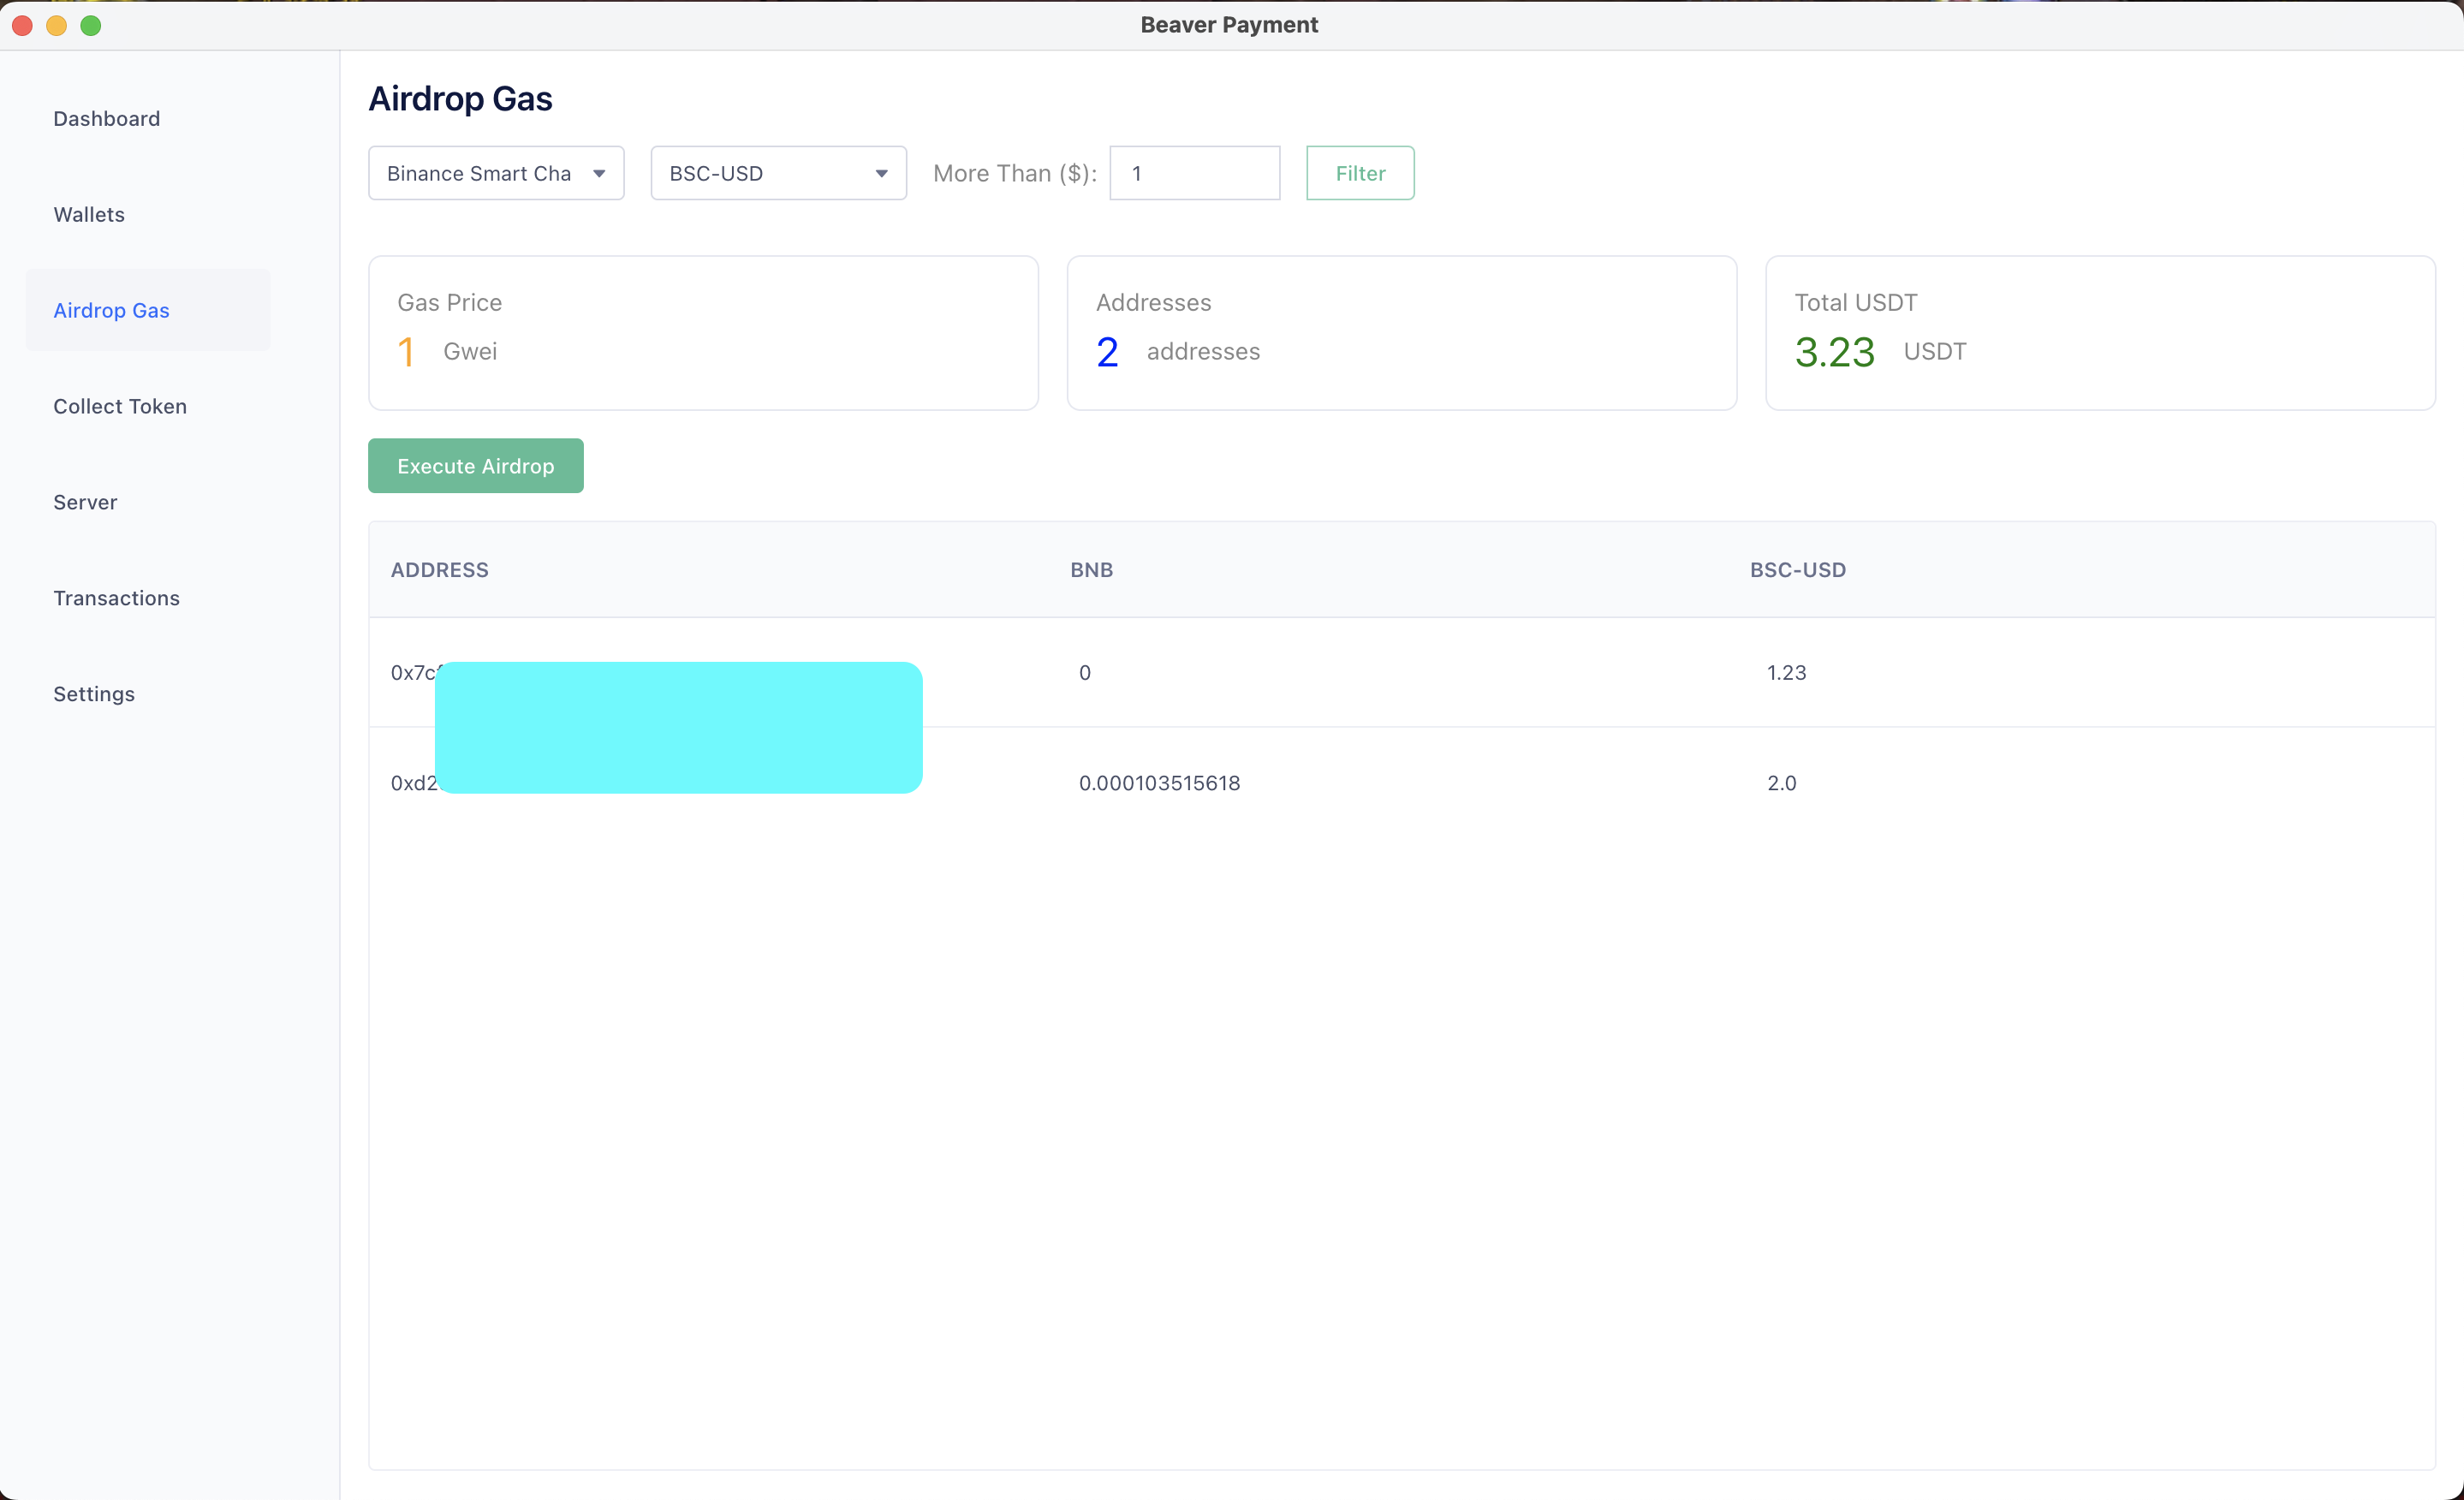 Beaver Payment
Dashboard
Wallets
Airdrop Gas
Collect Token
Server
Transactions
Settings
Airdrop Gas
Binance Smart Cha
BSC-USD
More Than ($):
1
Filter
Gas Price
1 Gwei
Addresses
2 addresses
Total USDT
3.23 USDT
Execute Airdrop
ADDRESS BNB BSC-USD
0x7c 0 1.23
0xd2 0.000103515618 2.0